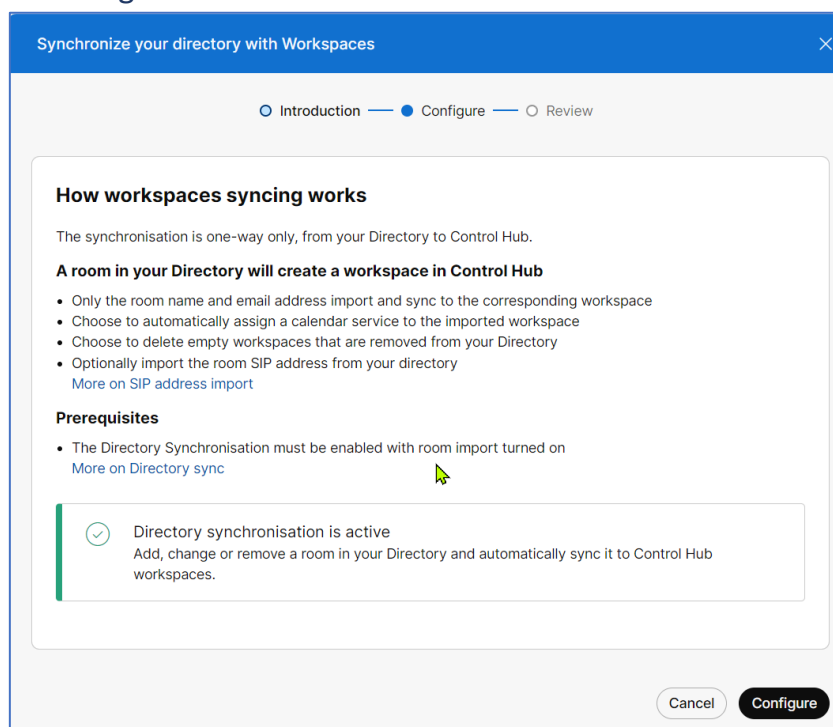 Synchronize your directory with Workspaces
Introduction
Configure
Review
How workspaces syncing works
The synchronisation is one-way only, from your Directory to Control Hub.
A room in your Directory will create a workspace in Control Hub
• Only the room name and email address import and sync to the corresponding workspace
• Choose to automatically assign a calendar service to the imported workspace
• Choose to delete empty workspaces that are removed from your Directory
• Optionally import the room SIP address from your directory
More on SIP address import
Prerequisites
• The Directory Synchronisation must be enabled with room import turned on
More on Directory sync
Directory synchronisation is active
Add, change or remove a room in your Directory and automatically sync it to Control Hub
workspaces.
Cancel
Configure